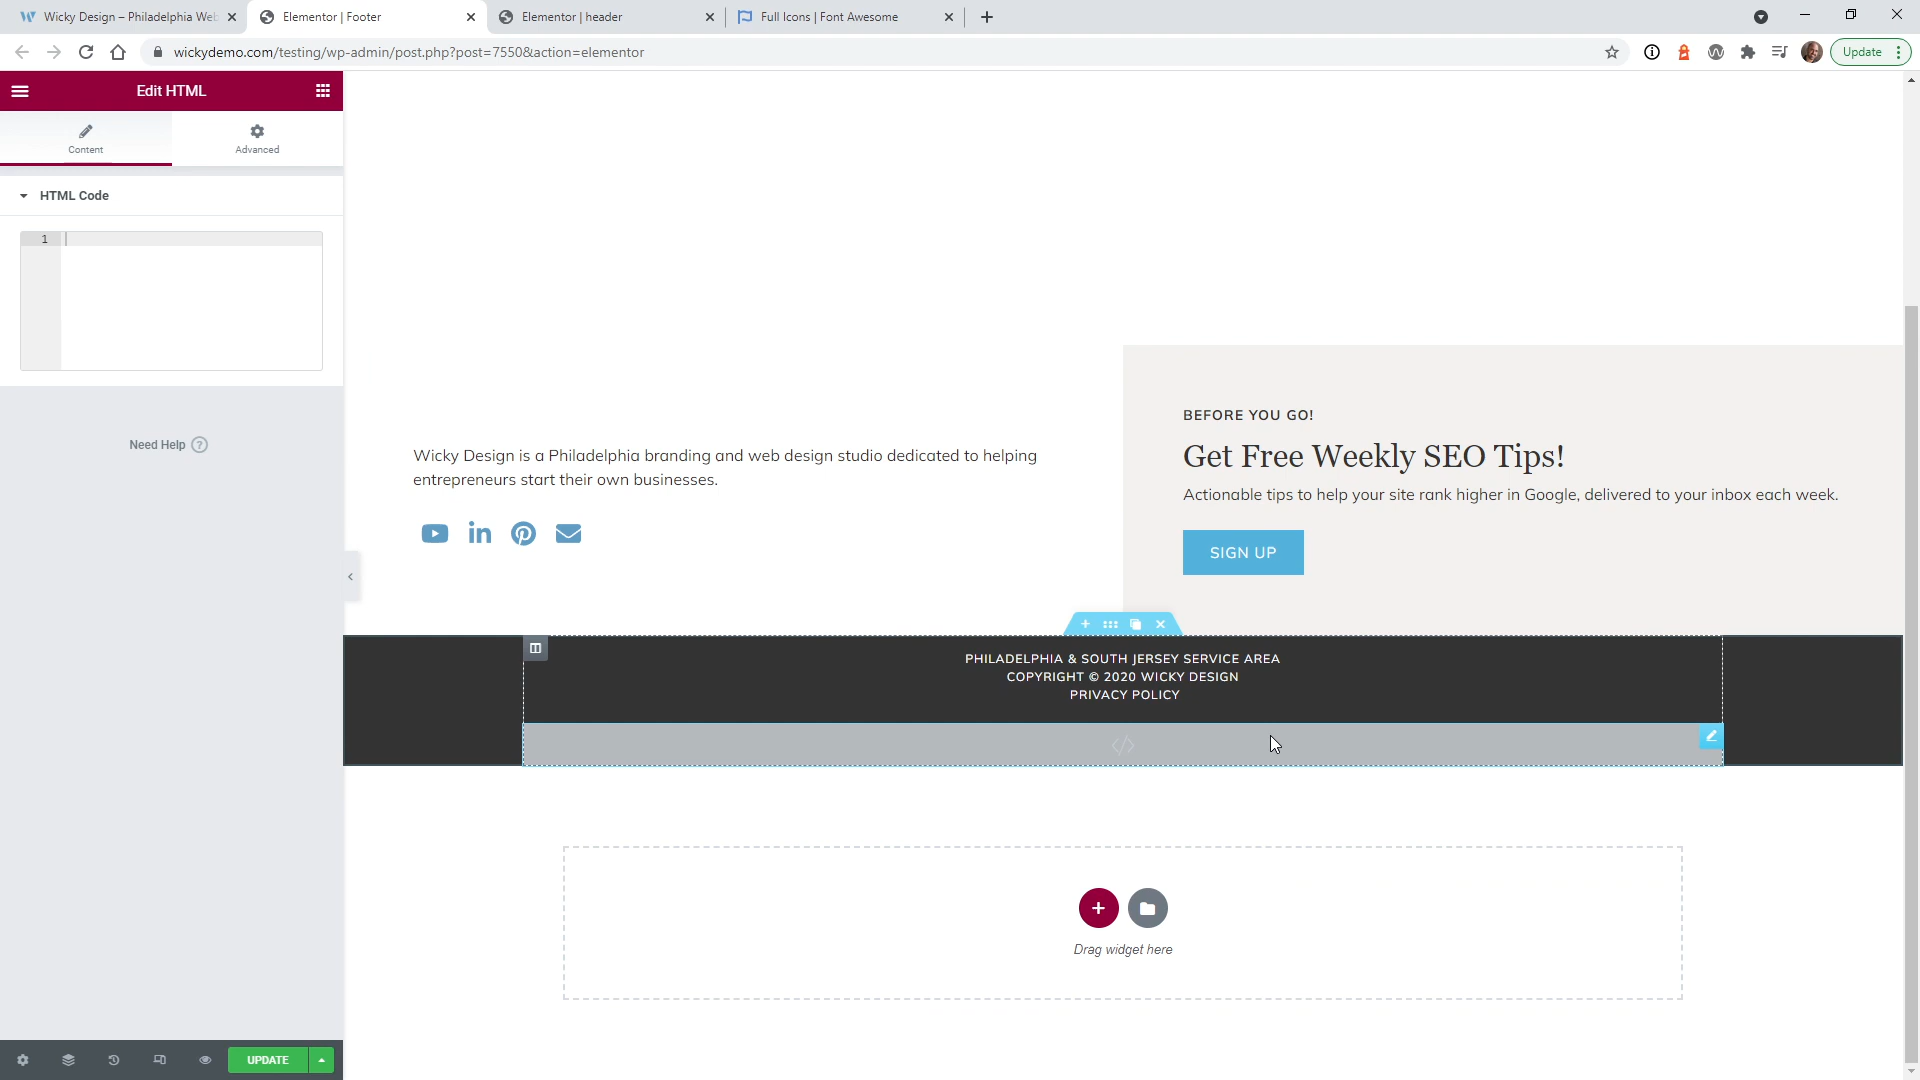 Wicky Design – Philadelphia Web
Elementor | Footer
Elementor | header
Full Icons | Font Awesome
wickydemo.com/testing/wp-admin/post.php?post=7550&action=elementor
Update
Edit HTML
Content
Advanced
HTML Code
1
Need Help ?
BEFORE YOU GO!
Get Free Weekly SEO Tips!
Actionable tips to help your site rank higher in Google, delivered to your inbox each week.
SIGN UP
Wicky Design is a Philadelphia branding and web design studio dedicated to helping
entrepreneurs start their own businesses.
PHILADELPHIA & SOUTH JERSEY SERVICE AREA
COPYRIGHT © 2020 WICKY DESIGN
PRIVACY POLICY
Drag widget here
UPDATE